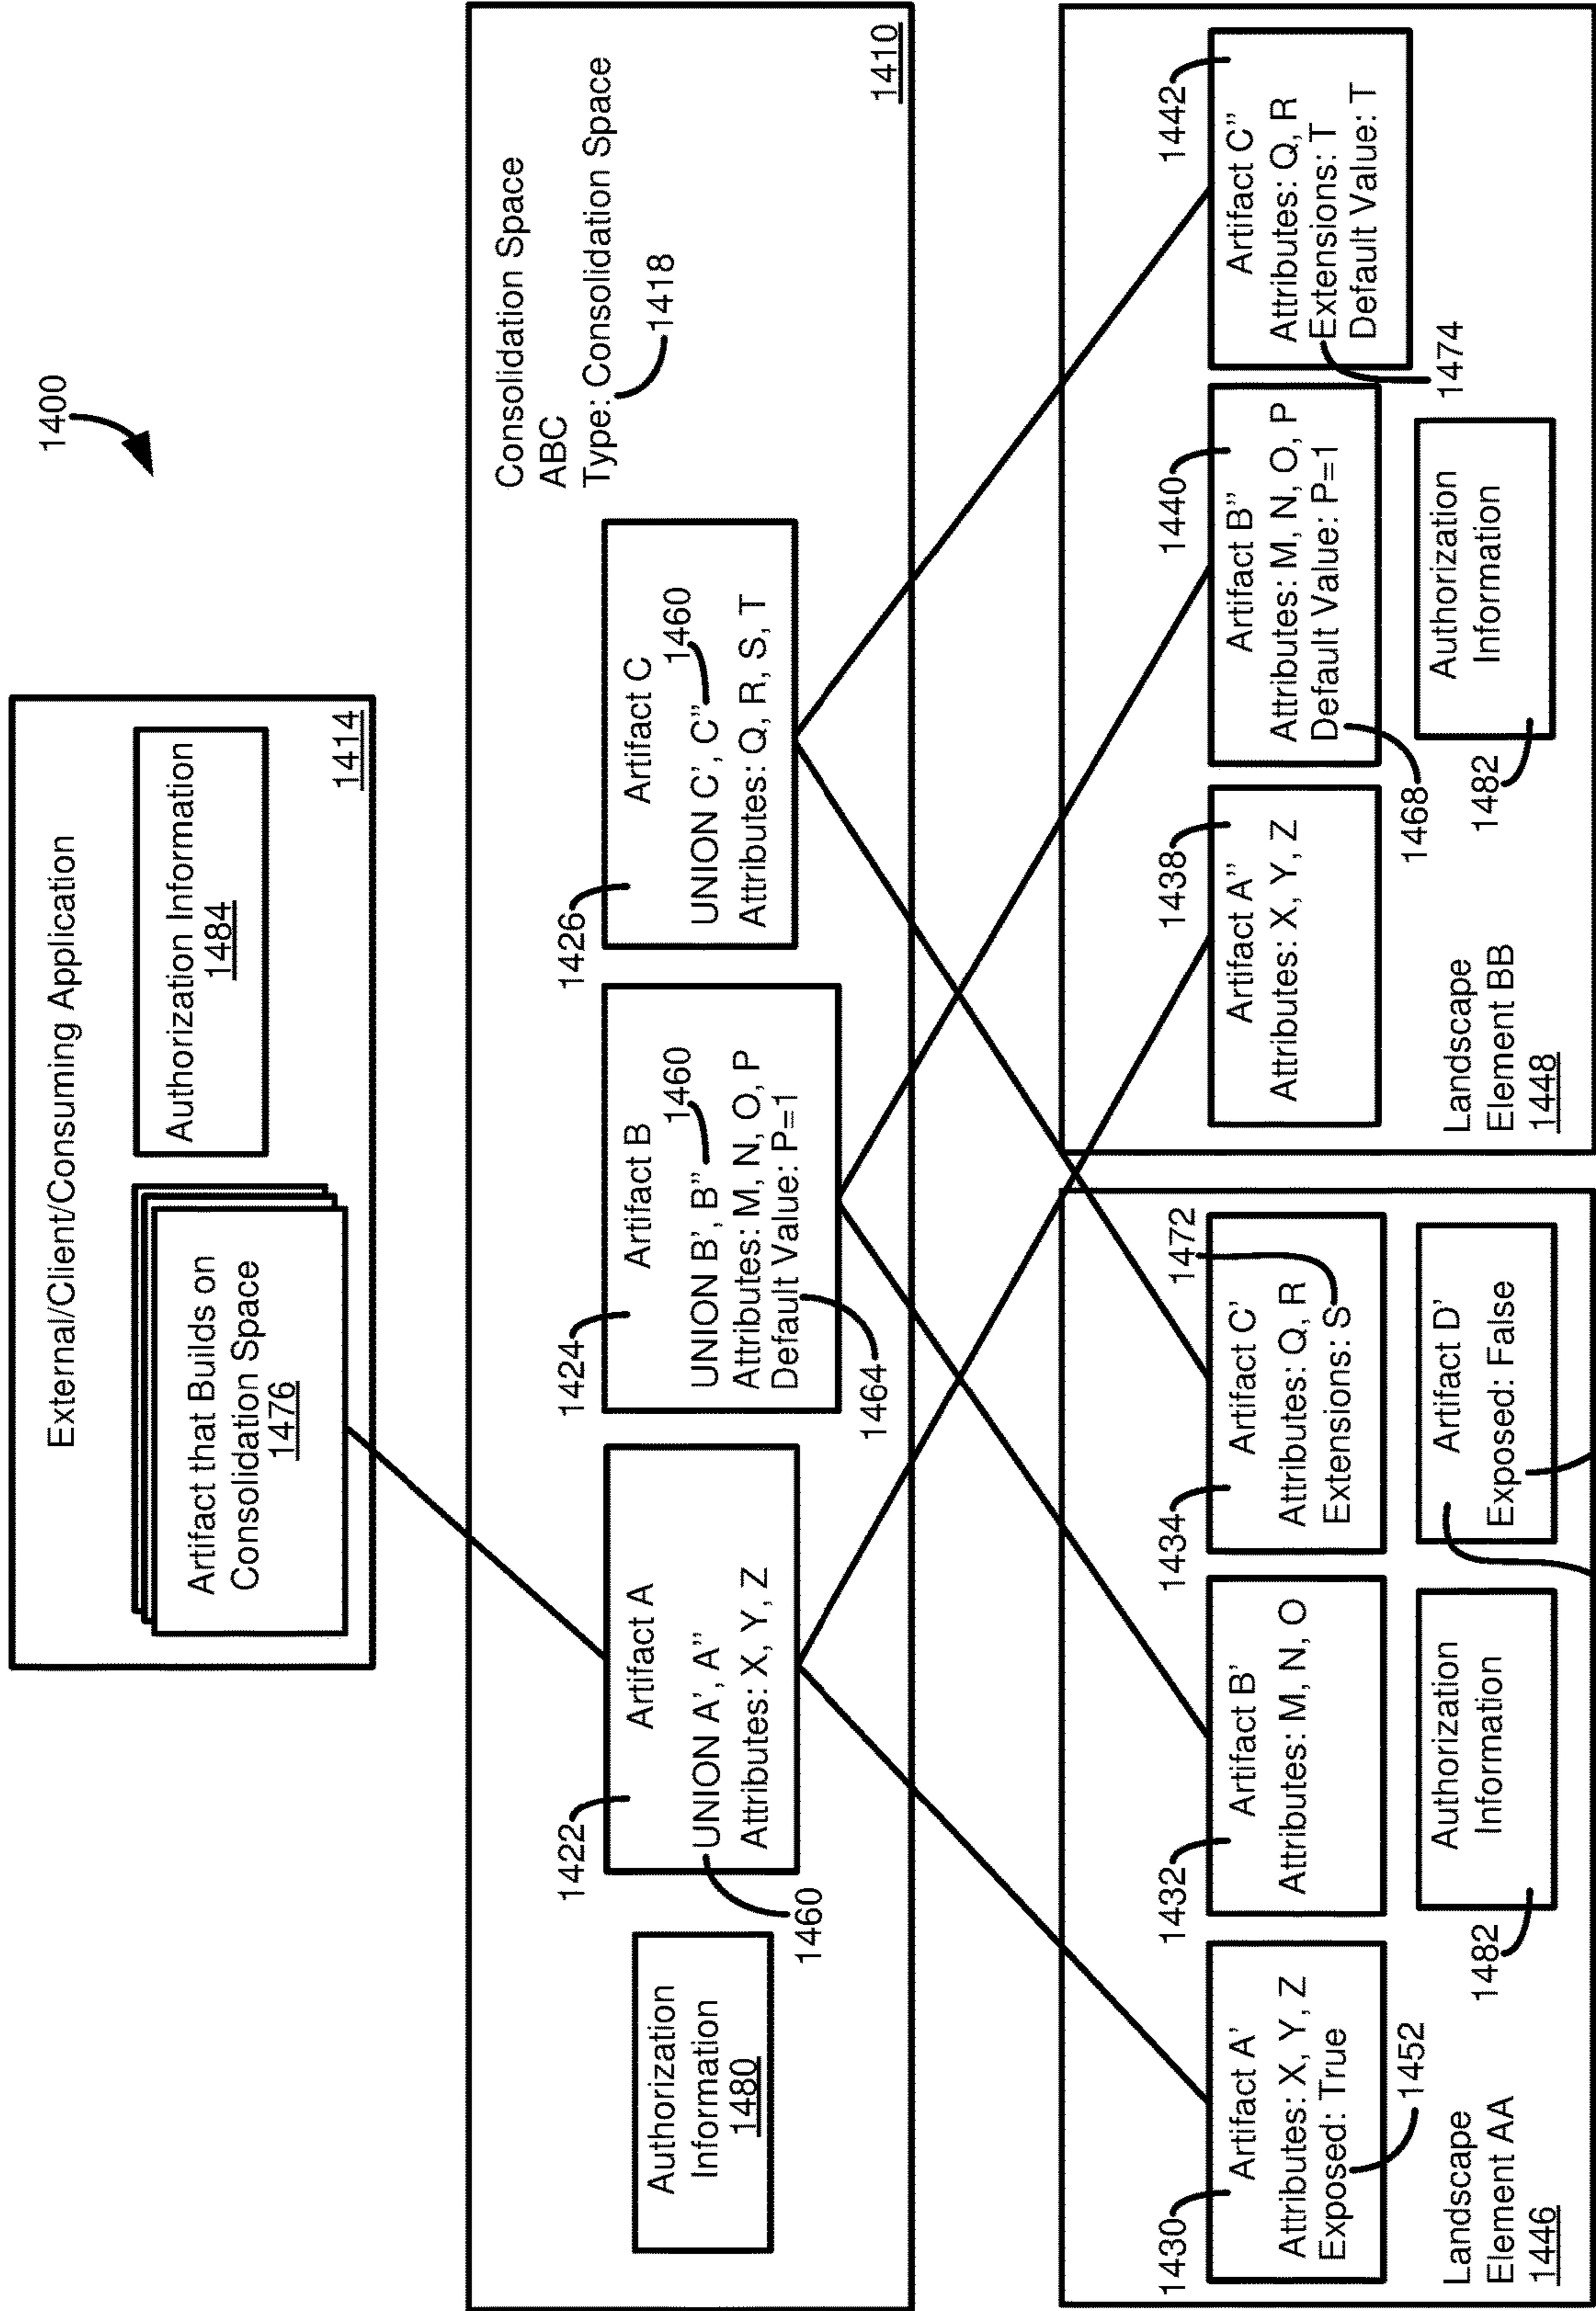 1400
External/Client/Consuming Application
Artifact that Builds on
Consolidation Space
1476
Authorization Information
1484
1414
Consolidation Space
ABC
Type: Consolidation Space
1418
1410
Authorization
Information
1480
1422
Artifact A
UNION A', A"
Attributes: X, Y, Z
1460
1424
Artifact B
UNION B', B"
1460
Attributes: M, N, O, P
Default Value: P=1
1464
1426
Artifact C
UNION C', C"
1460
Attributes: Q, R, S, T
1430
Artifact A'
Attributes: X, Y, Z
Exposed: True
1452
1432
Artifact B'
Attributes: M, N, O
1434
Artifact C'
Attributes: Q, R
Extensions: S
1472
Landscape
Element AA
1446
Authorization
Information
1482
Artifact D'
Exposed: False
1438
Artifact A"
Attributes: X, Y, Z
1440
Artifact B"
Attributes: M, N, O, P
Default Value: P=1
1468
1442
Artifact C"
Attributes: Q, R
Extensions: T
Default Value: T
1474
Landscape
Element BB
1448
Authorization
Information
1482